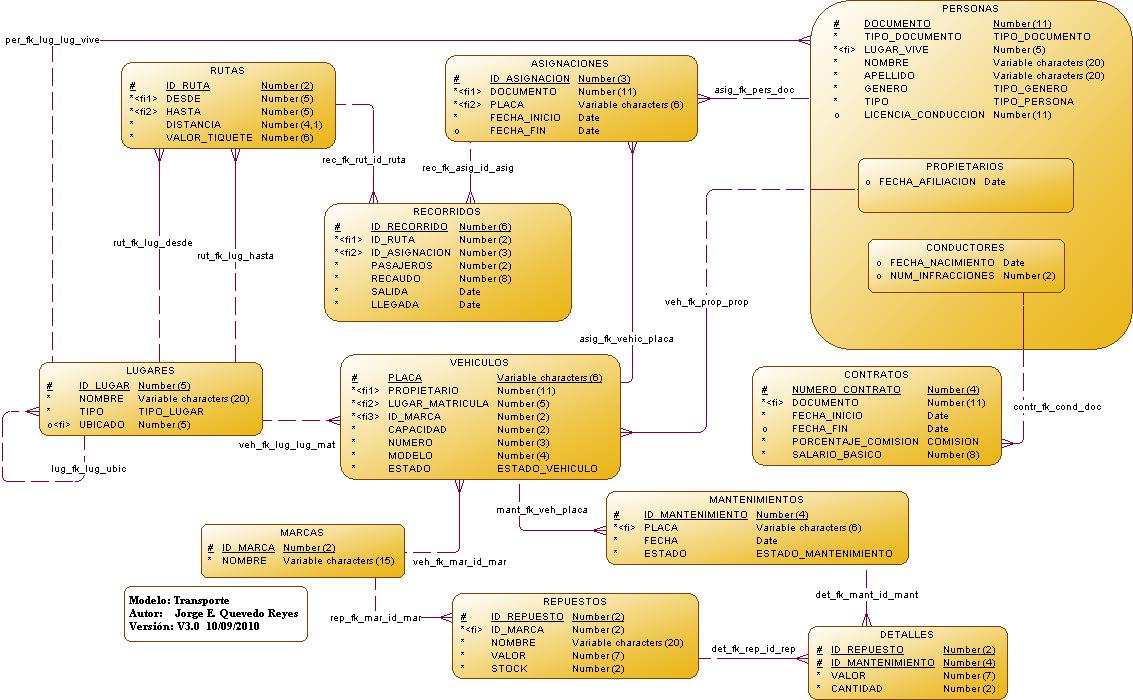 PERSONAS
# DOCUMENTO Number (11)
* TIPO_DOCUMENTO TIPO_DOCUMENTO
*<fi> LUGAR_VIVE Number (5)
* NOMBRE Variable characters (20)
* APELLIDO Variable characters (20)
* GENERO TIPO_GENERO
* TIPO TIPO_PERSONA
o LICENCIA_CONDUCCION Number (11)
PROPIETARIOS
o FECHA_AFILIACION Date
CONDUCTORES
o FECHA_NACIMIENTO Date
o NUM_INFRACCIONES Number (2)
per_fk_lug_lug_vive
RUTAS
# ID_RUTA Number (2)
*<fi1> DESDE Number (5)
*<fi2> HASTA Number (5)
* DISTANCIA Number (4,1)
* VALOR_TIQUETE Number (6)
ASIGNACIONES
# ID_ASIGNACION Number (3)
*<fi1> DOCUMENTO Number (11)
*<fi2> PLACA Variable characters (6)
* FECHA_INICIO Date
o FECHA_FIN Date
asig_fk_pers_doc
rec_fk_rut_id_ruta
rec_fk_asig_id_asig
RECORRIDOS
# ID_RECORRIDO Number (6)
*<fi1> ID_RUTA Number (2)
*<fi2> ID_ASIGNACION Number (3)
* PASAJEROS Number (2)
* RECAUDO Number (8)
* SALIDA Date
* LLEGADA Date
rut_fk_lug_desde
rut_fk_lug_hasta
veh_fk_prop_prop
asig_fk_vehic_placa
LUGARES
# ID_LUGAR Number (5)
* NOMBRE Variable characters (20)
* TIPO TIPO_LUGAR
o<fi> UBICADO Number (5)
VEHICULOS
# PLACA Variable characters (6)
*<fi1> PROPIETARIO Number (11)
*<fi2> LUGAR_MATRICULA Number (5)
*<fi3> ID_MARCA Number (2)
* CAPACIDAD Number (2)
* NUMERO Number (3)
* MODELO Number (4)
* ESTADO ESTADO_VEHICULO
CONTRATOS
# NUMERO_CONTRATO Number (4)
*<fi> DOCUMENTO Number (11)
* FECHA_INICIO Date
o FECHA_FIN Date
* PORCENTAJE_COMISION COMISION
* SALARIO_BASICO Number (8)
contr_fk_cond_doc
veh_fk_lug_lug_mat
lug_fk_lug_ubic
mant_fk_veh_placa
MANTENIMIENTOS
# ID_MANTENIMIENTO Number (4)
*<fi> PLACA Variable characters (6)
* FECHA Date
* ESTADO ESTADO_MANTENIMIENTO
MARCAS
# ID_MARCA Number (2)
* NOMBRE Variable characters (15)
veh_fk_mar_id_mar
Modelo: Transporte
Autor: Jorge E. Quevedo Reyes
Versión: V3.0 10/09/2010
rep_fk_mar_id_mar
REPUESTOS
# ID_REPUESTO Number (2)
*<fi> ID_MARCA Number (2)
* NOMBRE Variable characters (20)
* VALOR Number (7)
* STOCK Number (2)
det_fk_mant_id_mant
det_fk_rep_id_rep
DETALLES
# ID_REPUESTO Number (2)
# ID_MANTENIMIENTO Number (4)
* VALOR Number (7)
* CANTIDAD Number (2)